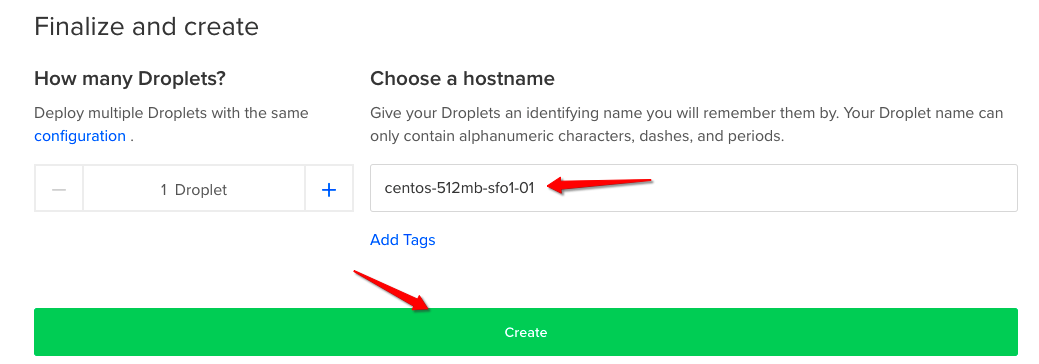 Finalize and create
How many Droplets?
Deploy multiple Droplets with the same
configuration .
− 1 Droplet +
Choose a hostname
Give your Droplets an identifying name you will remember them by. Your Droplet name can
only contain alphanumeric characters, dashes, and periods.
centos-512mb-sfo1-01
Add Tags
Create